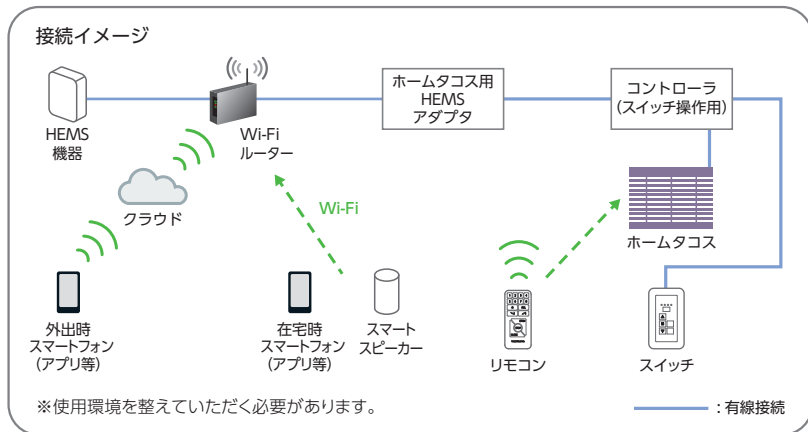 接続イメージ
HEMS
機器
Wi-Fi
ルーター
ホームタコス用
HEMS
アダプタ
コントローラ
(スイッチ操作用)
クラウド
Wi-Fi
ホームタコス
外出時
スマートフォン
(アプリ等)
在宅時
スマートフォン
(アプリ等)
スマート
スピーカー
リモコン
スイッチ
※使用環境を整えていただく必要があります。
：有線接続